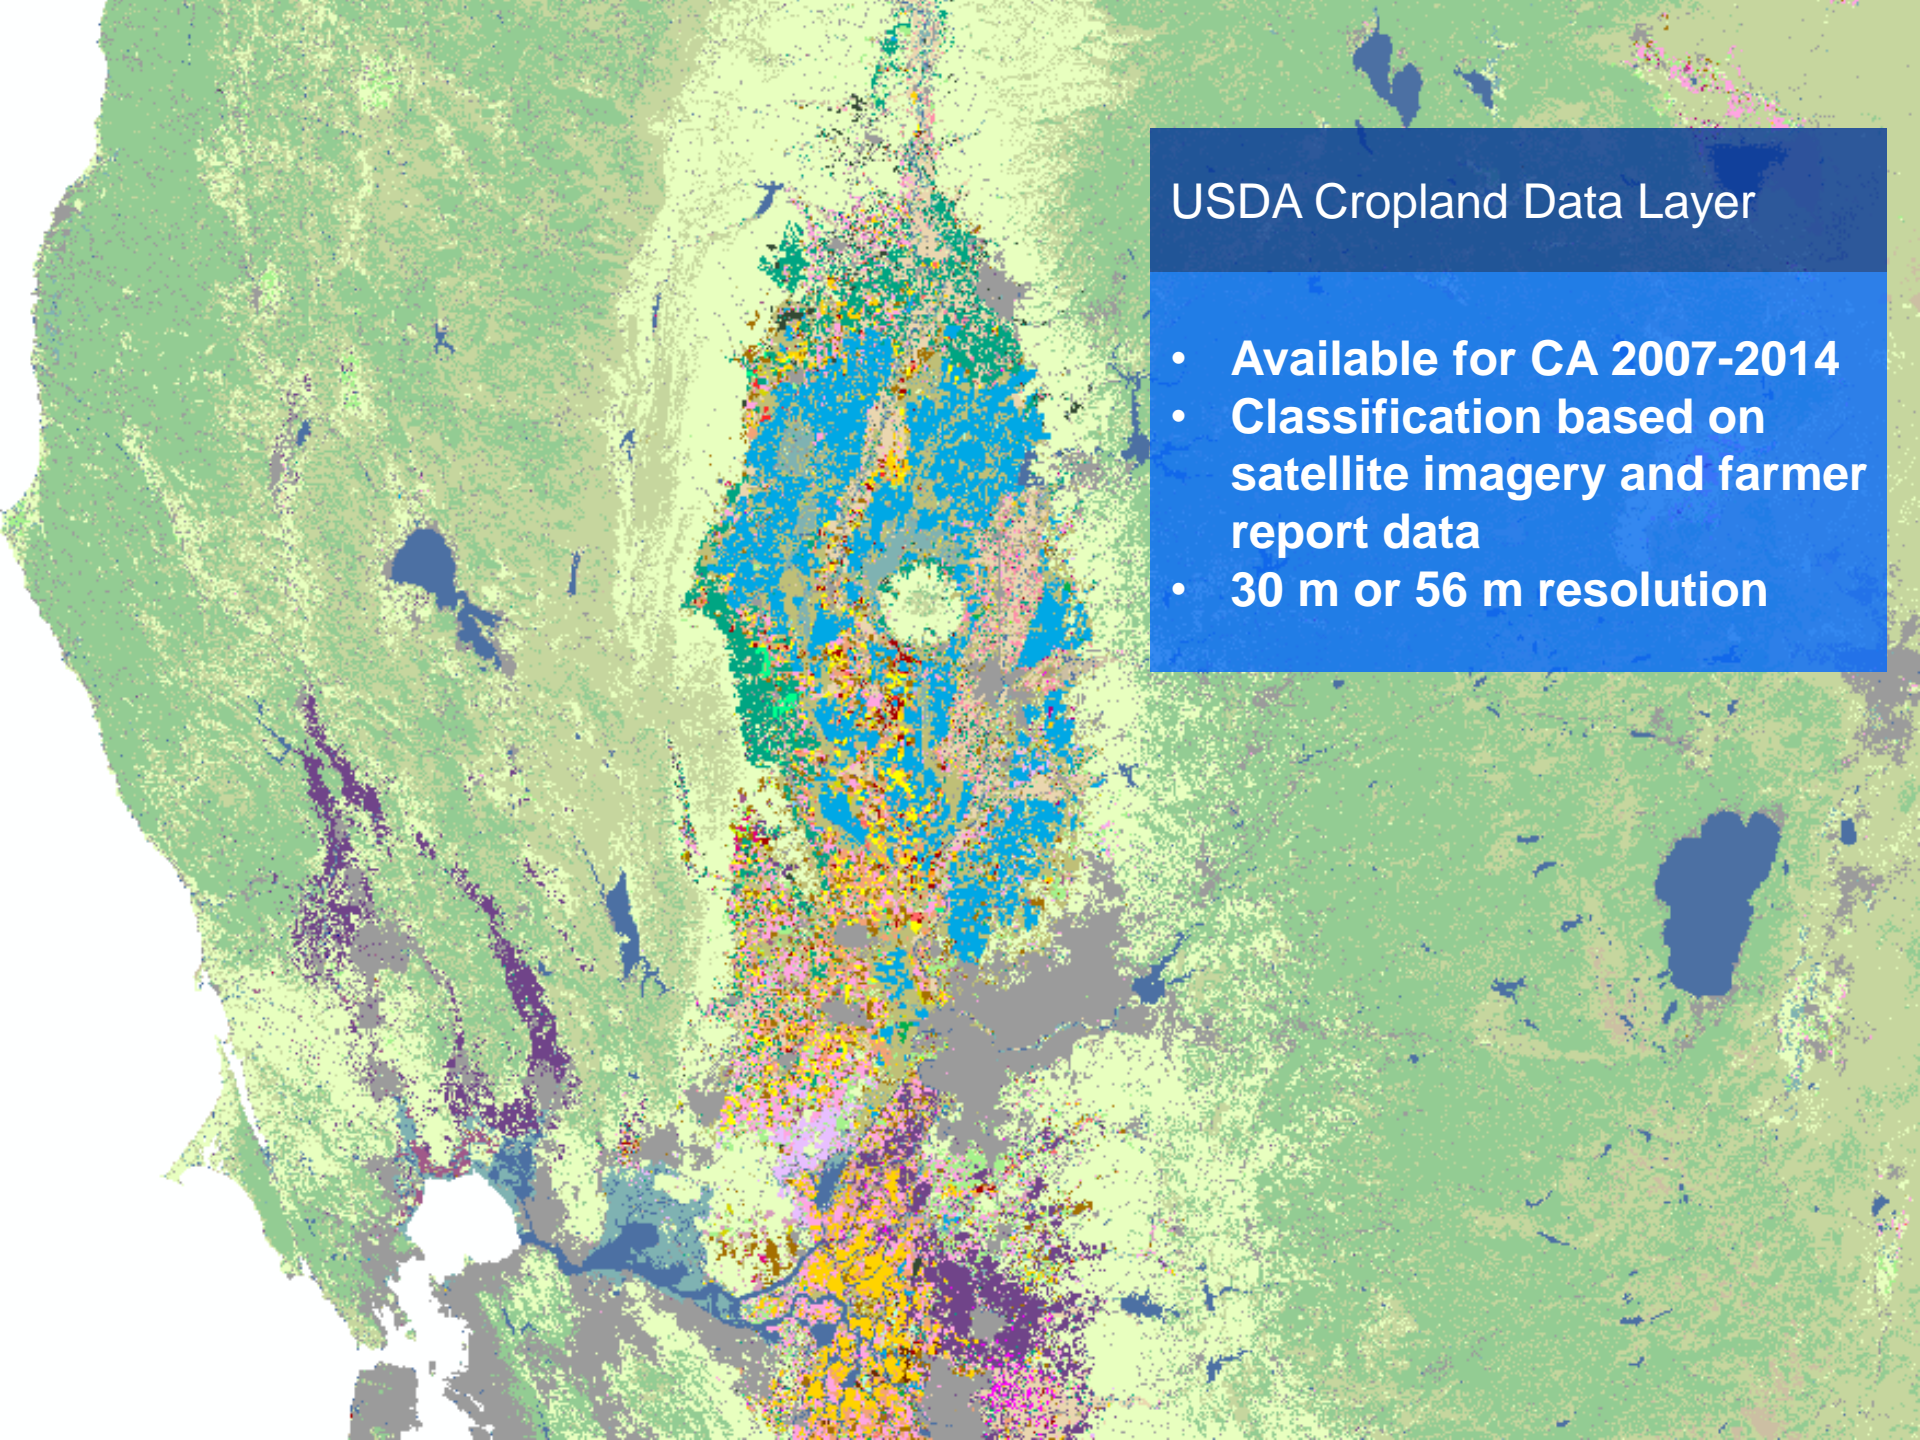 USDA Cropland Data Layer
• Available for CA 2007-2014
• Classification based on
satellite imagery and farmer
report data
• 30 m or 56 m resolution